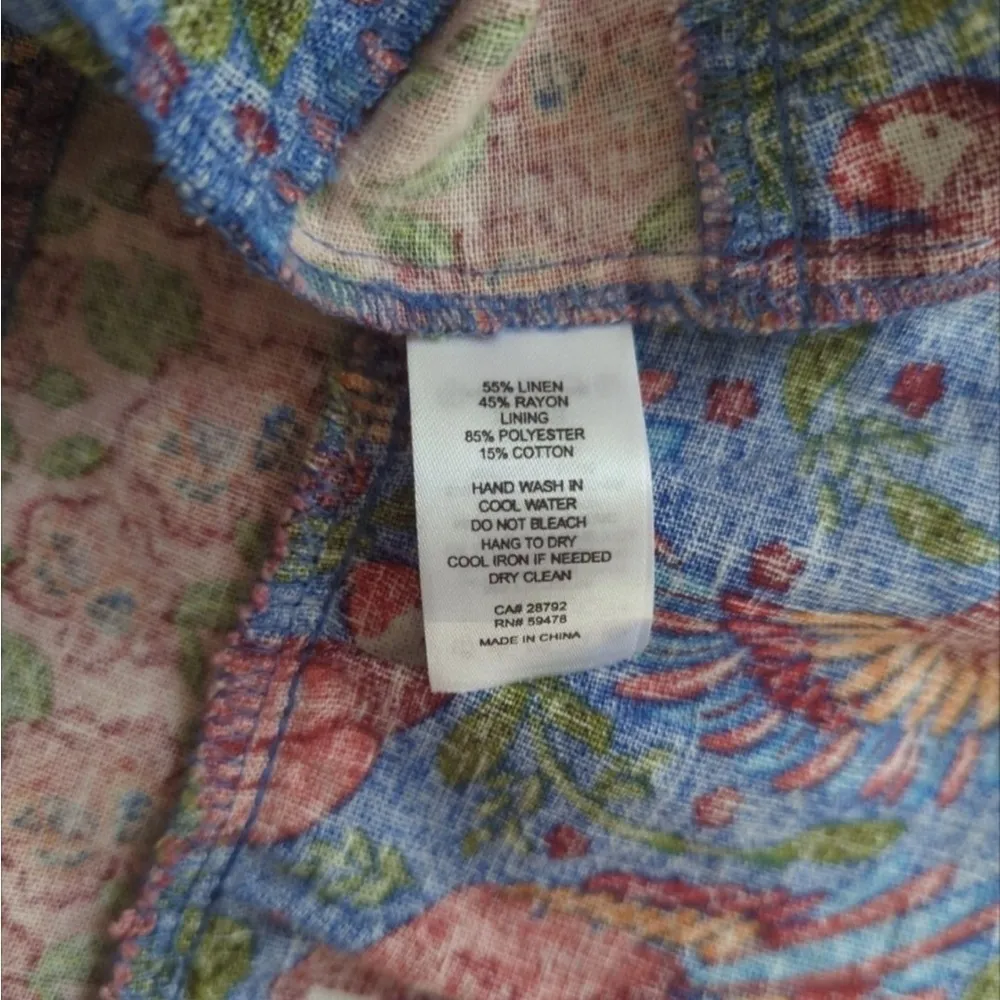 55% LINEN
45% RAYON
LINING
85% POLYESTER
15% COTTON
HAND WASH IN
COOL WATER
DO NOT BLEACH
HANG TO DRY
COOL IRON IF NEEDED
DRY CLEAN
CA# 28792
RN# 59478
MADE IN CHINA